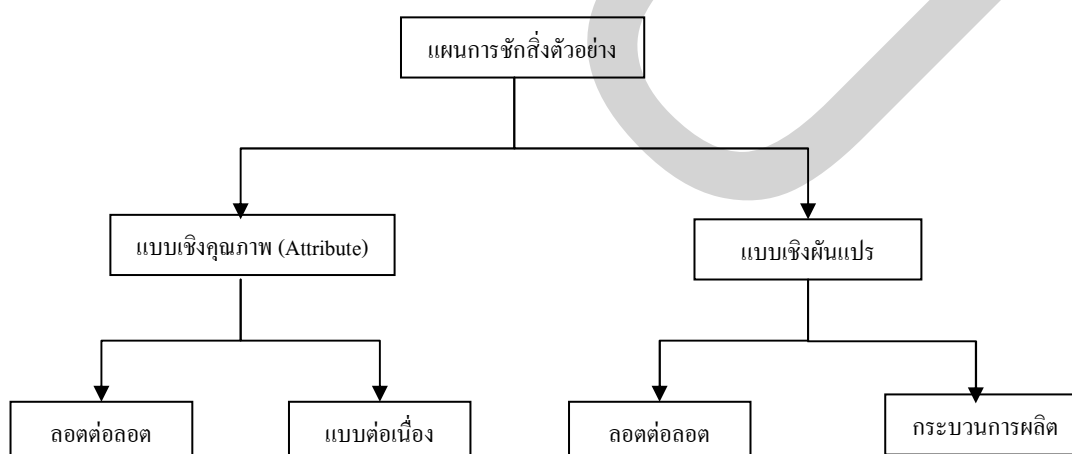 แผนการชักสิ่งตัวอย่าง
แบบเชิงคุณภาพ (Attribute)
แบบเชิงผันแปร
ลอตต่อลอต
แบบต่อเนื่อง
ลอตต่อลอต
กระบวนการผลิต